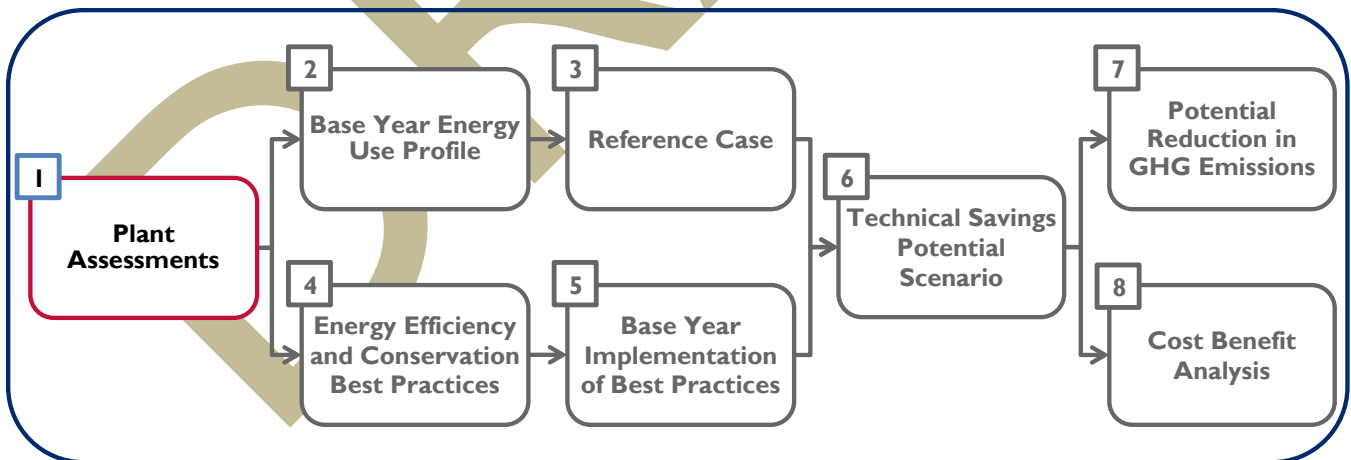 1
Plant
Assessments
2
Base Year Energy
Use Profile
3
Reference Case
4
Energy Efficiency
and Conservation
Best Practices
5
Base Year
Implementation
of Best Practices
6
Technical Savings
Potential
Scenario
7
Potential
Reduction in
GHG Emissions
8
Cost Benefit
Analysis